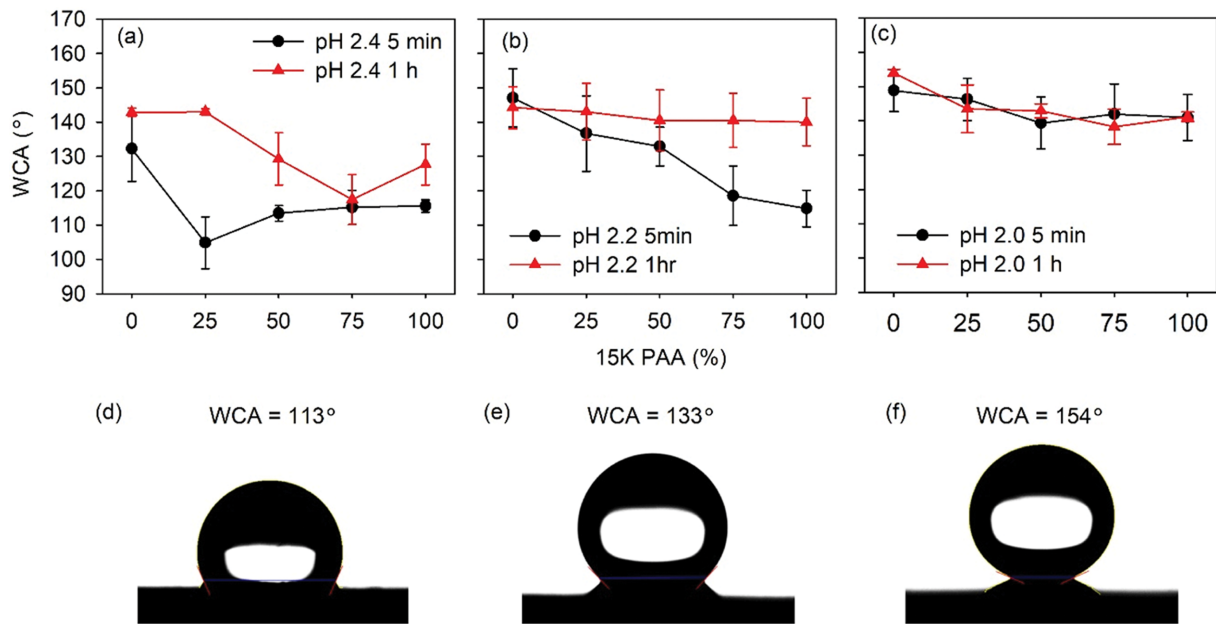 170
160
150
140
130
120
110
100
90
WCA (°)
(a)
pH 2.4 5 min
pH 2.4 1 h
0 25 50 75 100
(b)
pH 2.2 5min
pH 2.2 1hr
0 25 50 75 100
(c)
pH 2.0 5 min
pH 2.0 1 h
0 25 50 75 100
15K PAA (%)
(d) WCA = 113°
(e) WCA = 133°
(f) WCA = 154°